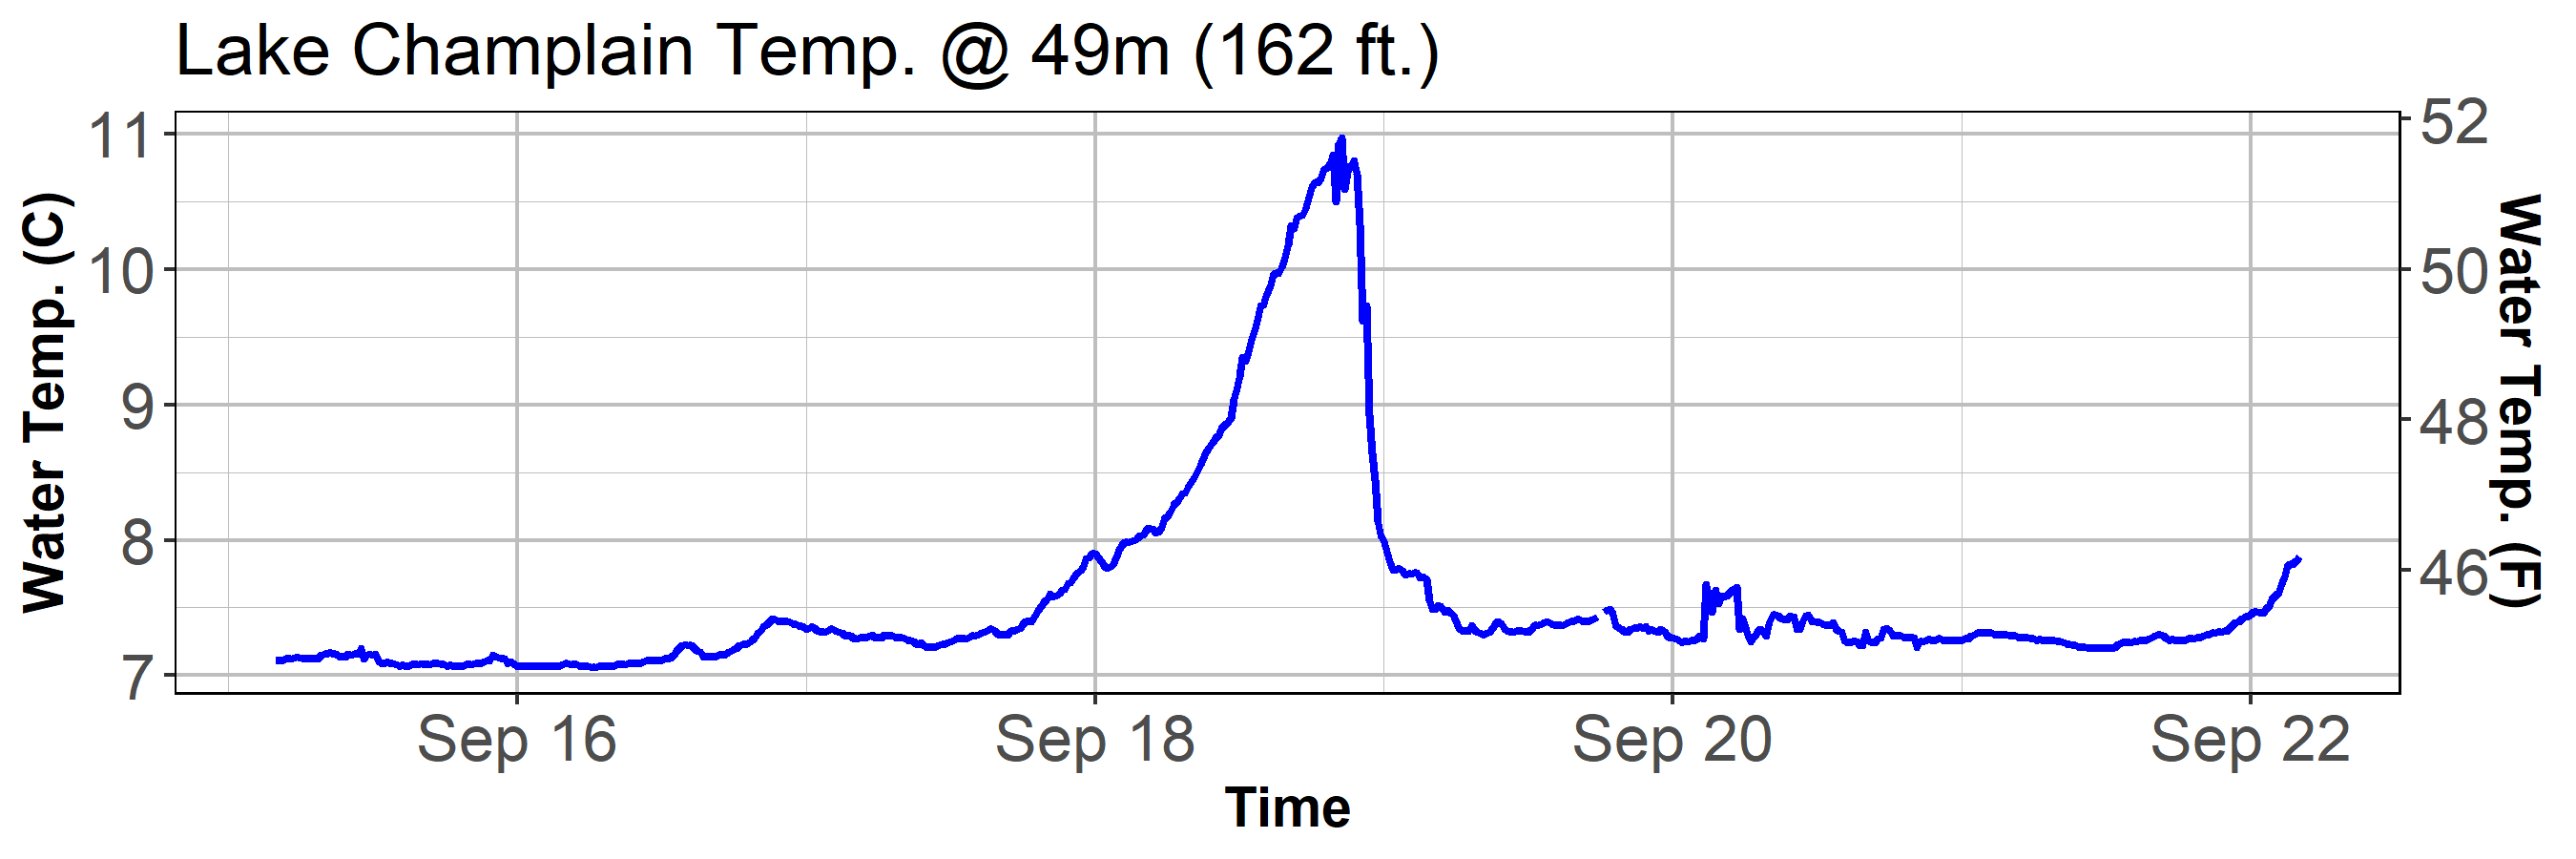 Lake Champlain Temp. @ 49m (162 ft.)
Water Temp. (C)
11
10
9
8
7
52
50
48
46
Water Temp. (F)
Sep 16
Sep 18
Sep 20
Sep 22
Time